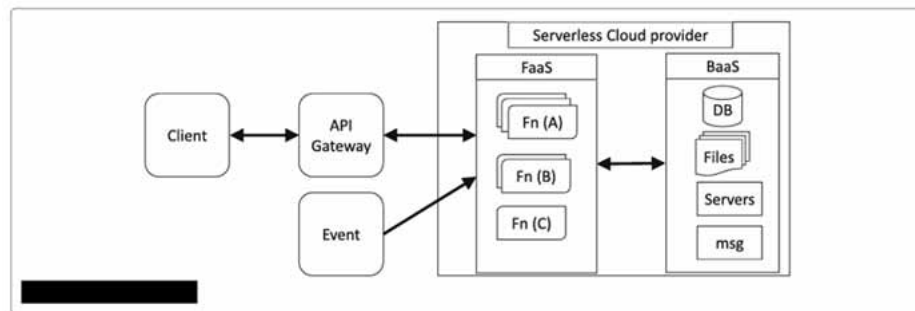 Serverless Cloud provider
FaaS
BaaS
Client
API
Gateway
Event
Fn (A)
Fn (B)
Fn (C)
DB
Files
Servers
msg